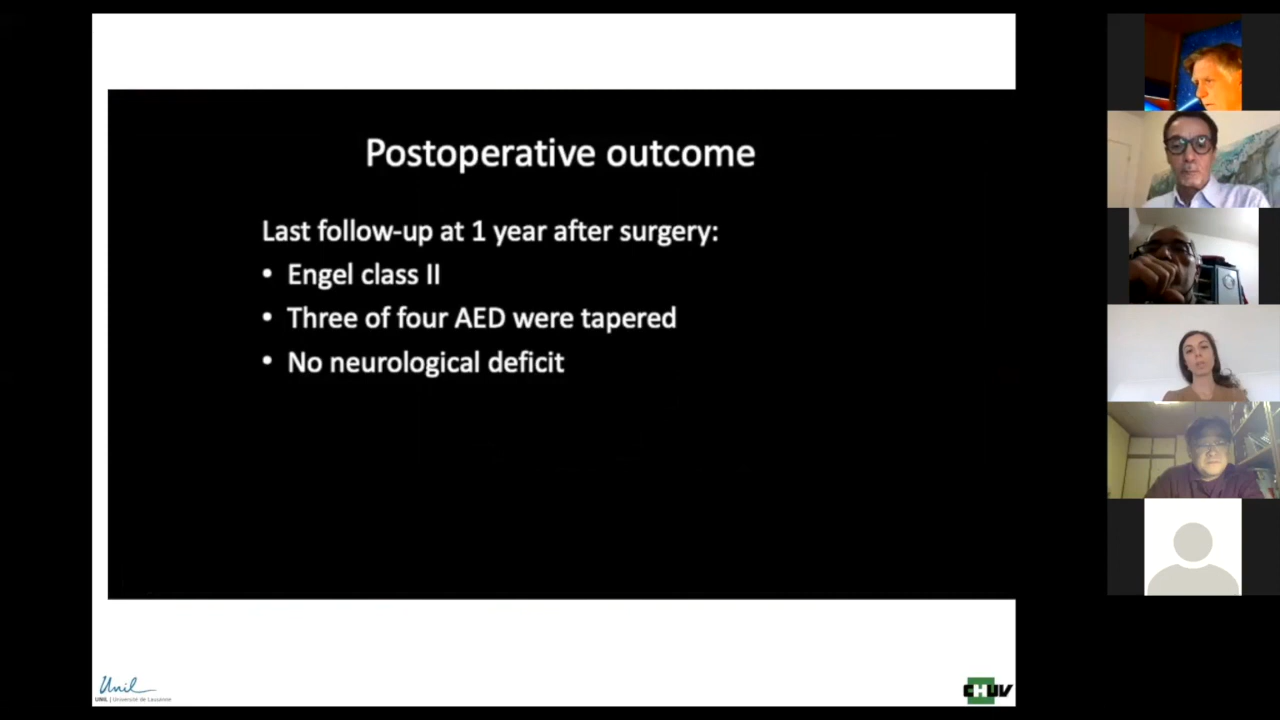 Postoperative outcome
Last follow-up at 1 year after surgery:
• Engel class II
• Three of four AED were tapered
• No neurological deficit
Unil
UNIL | Université de Lausanne
CHUV